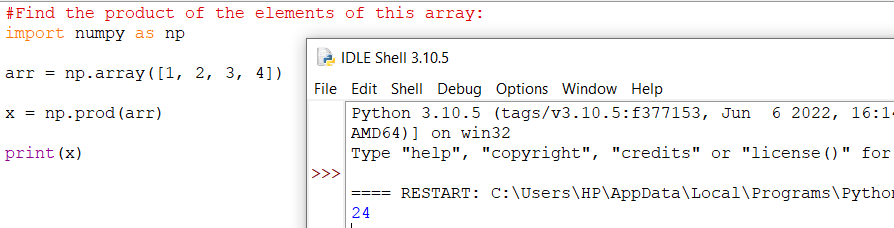 #Find the product of the elements of this array:
import numpy as np
arr = np.array([1, 2, 3, 4])
x = np.prod(arr)
print(x)
IDLE Shell 3.10.5
File Edit Shell Debug Options Window Help
Python 3.10.5 (tags/v3.10.5:f377153, Jun  6 2022, 16:1
AMD64)] on win32
Type "help", "copyright", "credits" or "license()" for
>>>
==== RESTART: C:\Users\HP\AppData\Local\Programs\Pytho
24